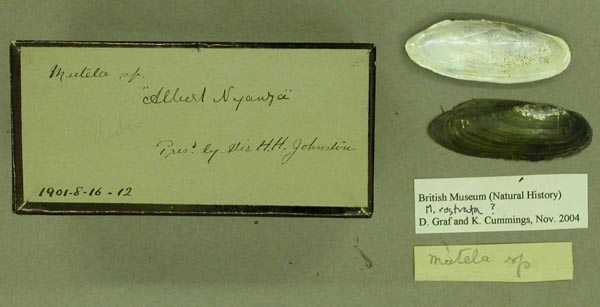 Mutela sp.
"Albert Nyanza"
Pres.d by Sir H.H. Johnston
1901-8-16-12
British Museum (Natural History)
M. rostrata ?
D. Graf and K. Cummings, Nov. 2004
mutela sp